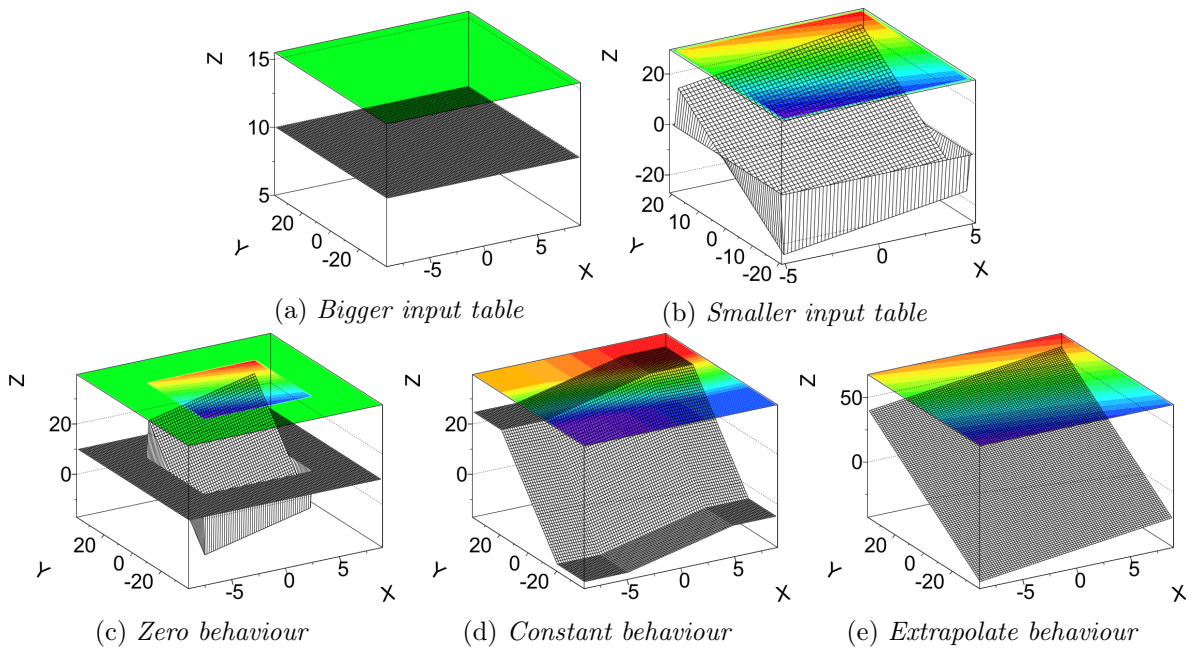 Z
15
10
5
20
0
-20
Y
-5
0
5
X
(a) Bigger input table
Z
20
0
-20
20
10
0
-10
-20
Y
-5
0
5
X
(b) Smaller input table
Z
20
0
20
0
-20
Y
-5
0
5
X
(c) Zero behaviour
Z
20
0
20
0
-20
Y
-5
0
5
X
(d) Constant behaviour
Z
50
0
20
0
-20
Y
-5
0
5
X
(e) Extrapolate behaviour